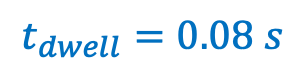 t_dwell = 0.08 s